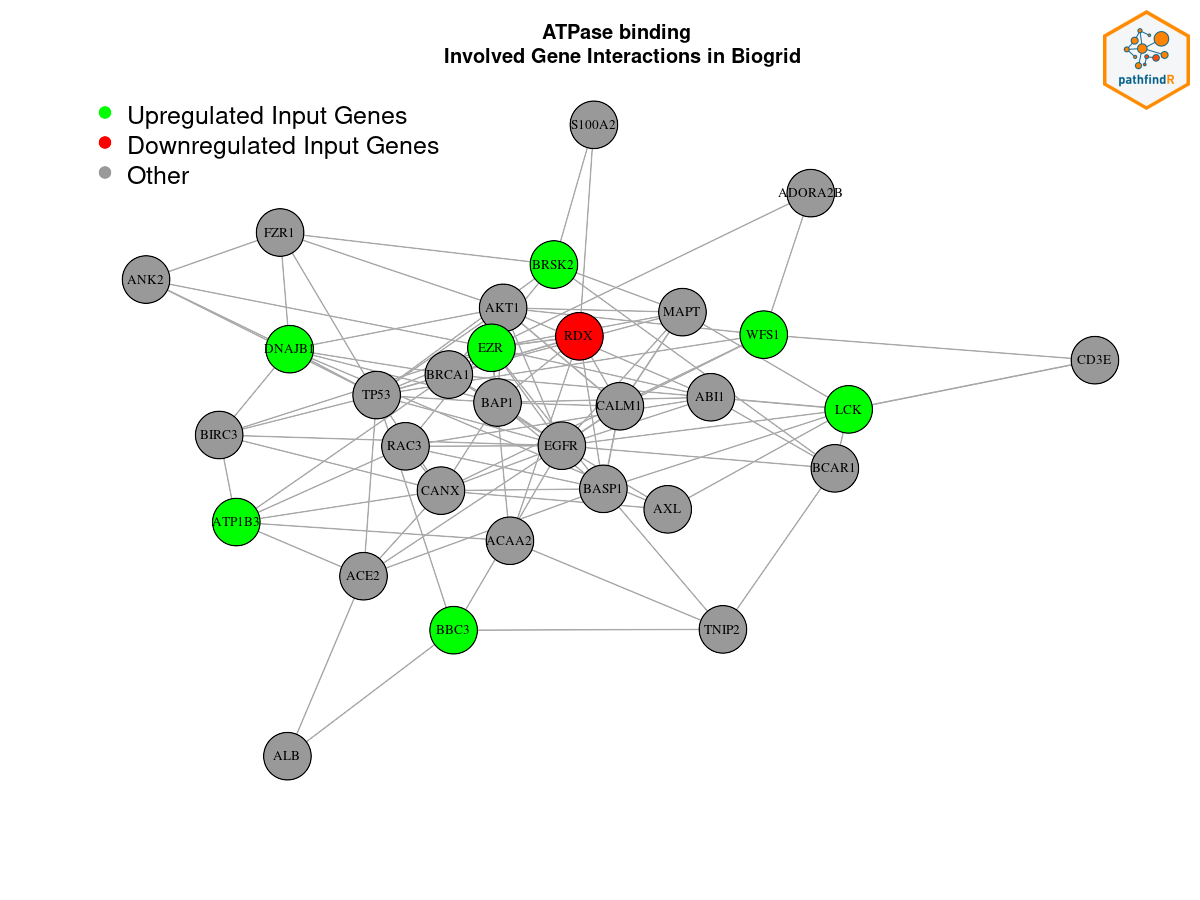 ATPase binding
Involved Gene Interactions in Biogrid
pathfindR
Upregulated Input Genes
Downregulated Input Genes
Other
S100A2
ADORA2B
FZR1
BRSK2
ANK2
AKT1
MAPT
RDX
WFS1
DNAJB1
EZR
CD3E
BRCA1
TP53
BAP1
CALM1
ABI1
LCK
BIRC3
RAC3
EGFR
BCAR1
CANX
BASP1
AXL
ATP1B3
ACAA2
ACE2
BBC3
TNIP2
ALB